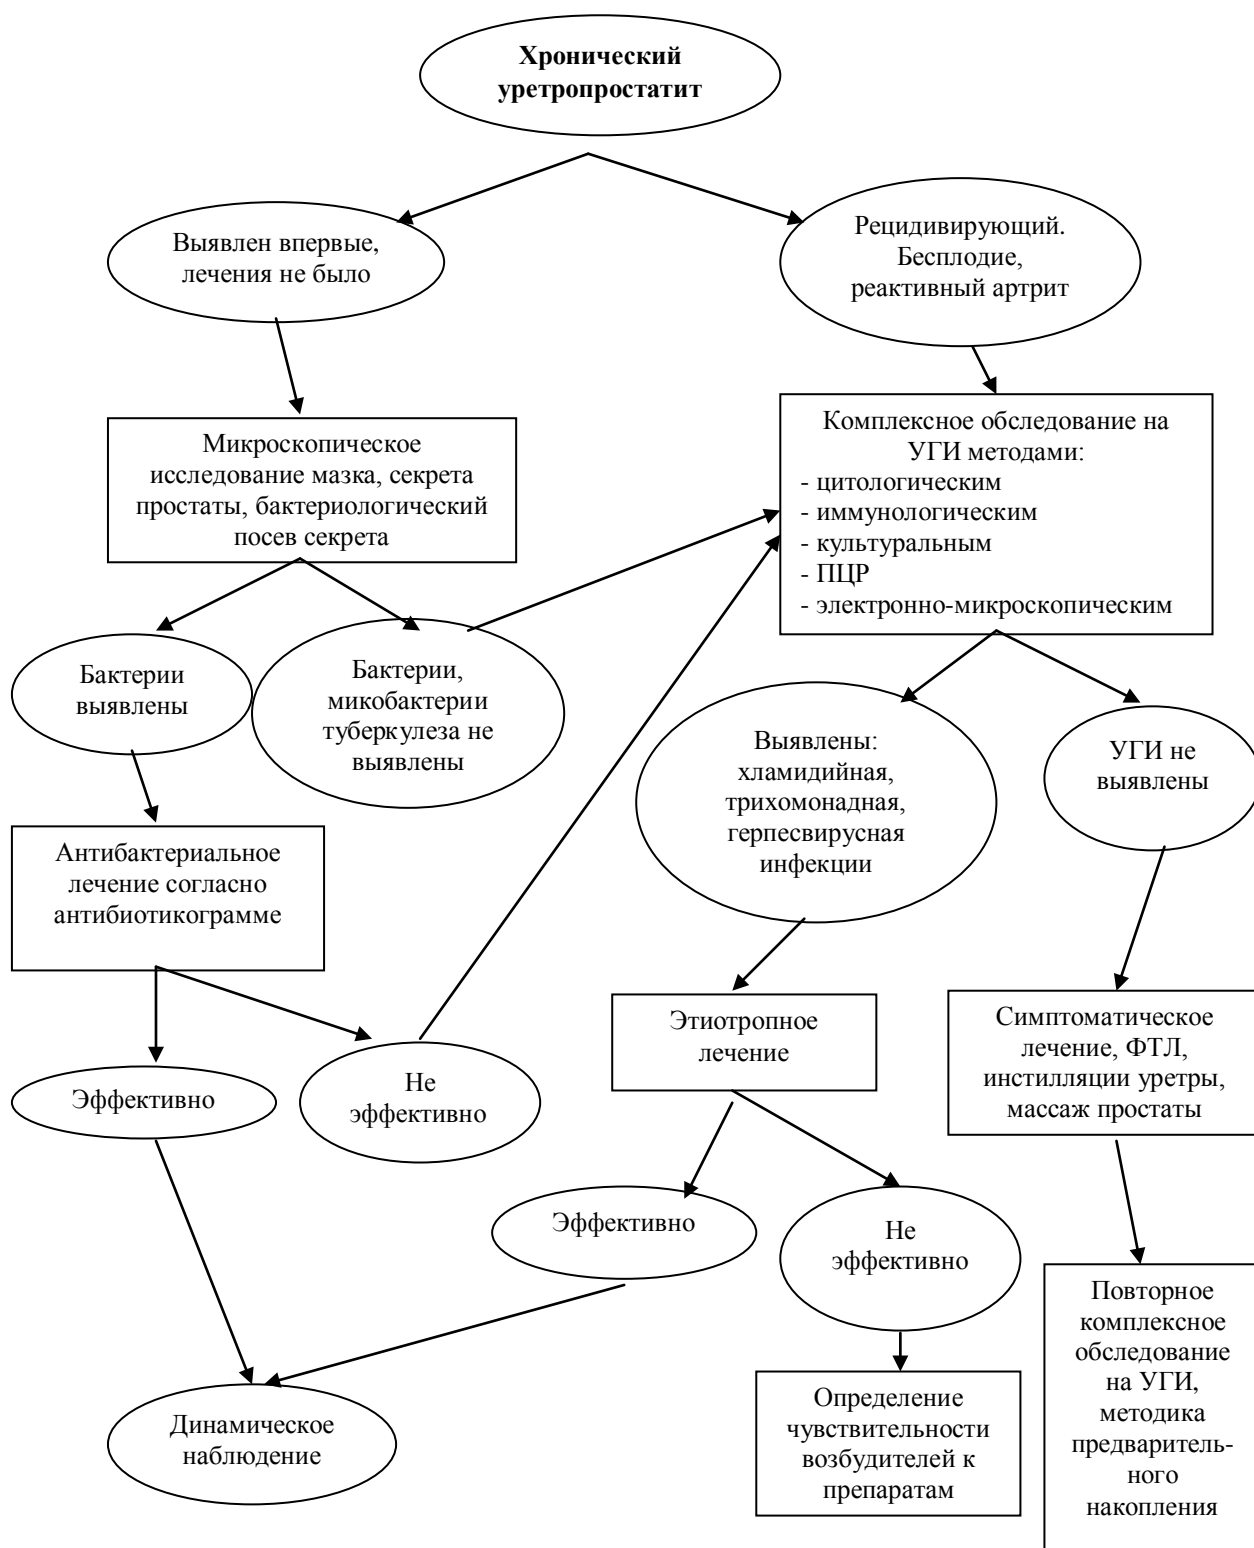 Хронический
уретропростатит
Выявлен впервые,
лечения не было
Рецидивирующий.
Бесплодие,
реактивный артрит
Микроскопическое
исследование мазка, секрета
простаты, бактериологический
посев секрета
Комплексное обследование на
УГИ методами:
- цитологическим
- иммунологическим
- культуральным
- ПЦР
- электронно-микроскопическим
Бактерии
выявлены
Бактерии,
микобактерии
туберкулеза не
выявлены
Выявлены:
хламидийная,
трихомонадная,
герпесвирусная
инфекции
УГИ не
выявлены
Антибактериальное
лечение согласно
антибиотикограмме
Этиотропное
лечение
Симптоматическое
лечение, ФТЛ,
инстилляции уретры,
массаж простаты
Эффективно
Не
эффективно
Эффективно
Не
эффективно
Повторное
комплексное
обследование
на УГИ,
методика
предваритель-
ного
накопления
Динамическое
наблюдение
Определение
чувствительности
возбудителей к
препаратам